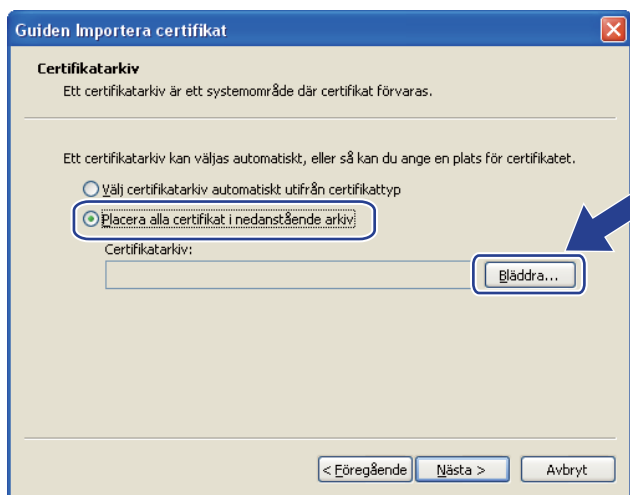 Guiden Importera certifikat
Certifikatarkiv
Ett certifikatarkiv är ett systemområde där certifikat förvaras.
Ett certifikatarkiv kan väljas automatiskt, eller så kan du ange en plats för certifikatet.
Välj certifikatarkiv automatiskt utifrån certifikattyp
Placera alla certifikat i nedanstående arkiv
Certifikatarkiv:
Bläddra...
< Föregående Nästa > Avbryt